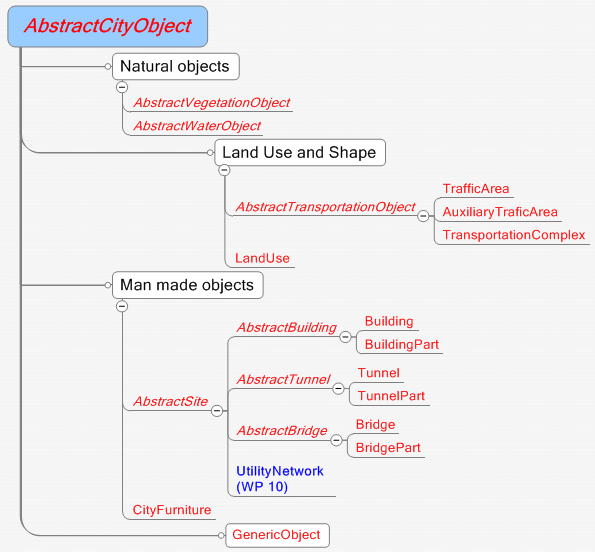 AbstractCityObject
Natural objects
AbstractVegetationObject
AbstractWaterObject
Land Use and Shape
AbstractTransportationObject
TrafficArea
AuxiliaryTraficArea
TransportationComplex
LandUse
Man made objects
AbstractSite
AbstractBuilding
Building
BuildingPart
AbstractTunnel
Tunnel
TunnelPart
AbstractBridge
Bridge
BridgePart
UtilityNetwork
(WP 10)
CityFurniture
GenericObject